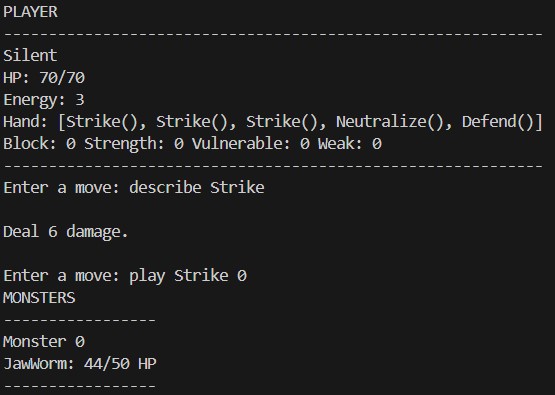 PLAYER
------------------------------------------------------------
Silent
HP: 70/70
Energy: 3
Hand: [Strike(), Strike(), Strike(), Neutralize(), Defend()]
Block: 0 Strength: 0 Vulnerable: 0 Weak: 0
------------------------------------------------------------
Enter a move: describe Strike
Deal 6 damage.
Enter a move: play Strike 0
MONSTERS
-----------------
Monster 0
JawWorm: 44/50 HP
-----------------